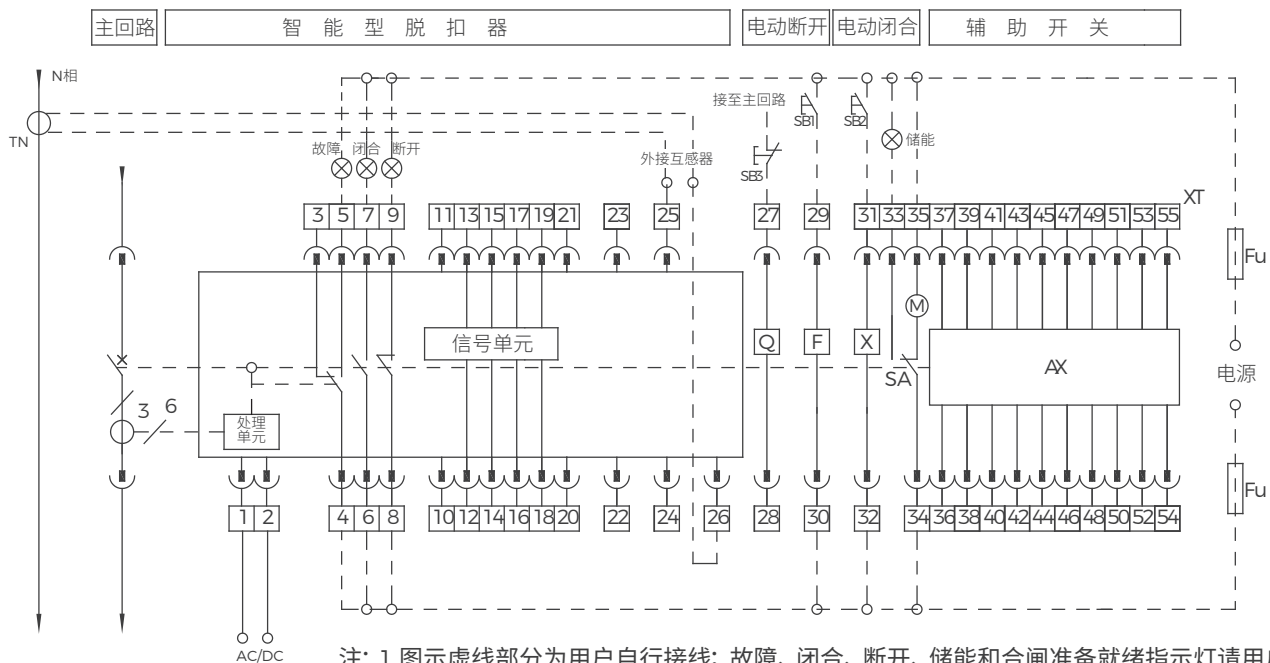 主回路 智能型脱扣器 电动断开 电动闭合 辅助开关
N相
TN
接至主回路
SB1 SB2
故障 闭合 断开
储能
外接互感器
SB3
3 5 7 9 11 13 15 17 19 21 23 25 27 29 31 33 35 37 39 41 43 45 47 49 51 53 55 XT
Fu
M
信号单元
Q F X
AX
SA
电源
3 6
处理
单元
Fu
1 2 4 6 8 10 12 14 16 18 20 22 24 26 28 30 32 34 36 38 40 42 44 46 48 50 52 54
AC/DC
注: 1.图示虚线部分为用户自行接线; 故障、闭合、断开、储能和合闸准备就绪指示灯请用